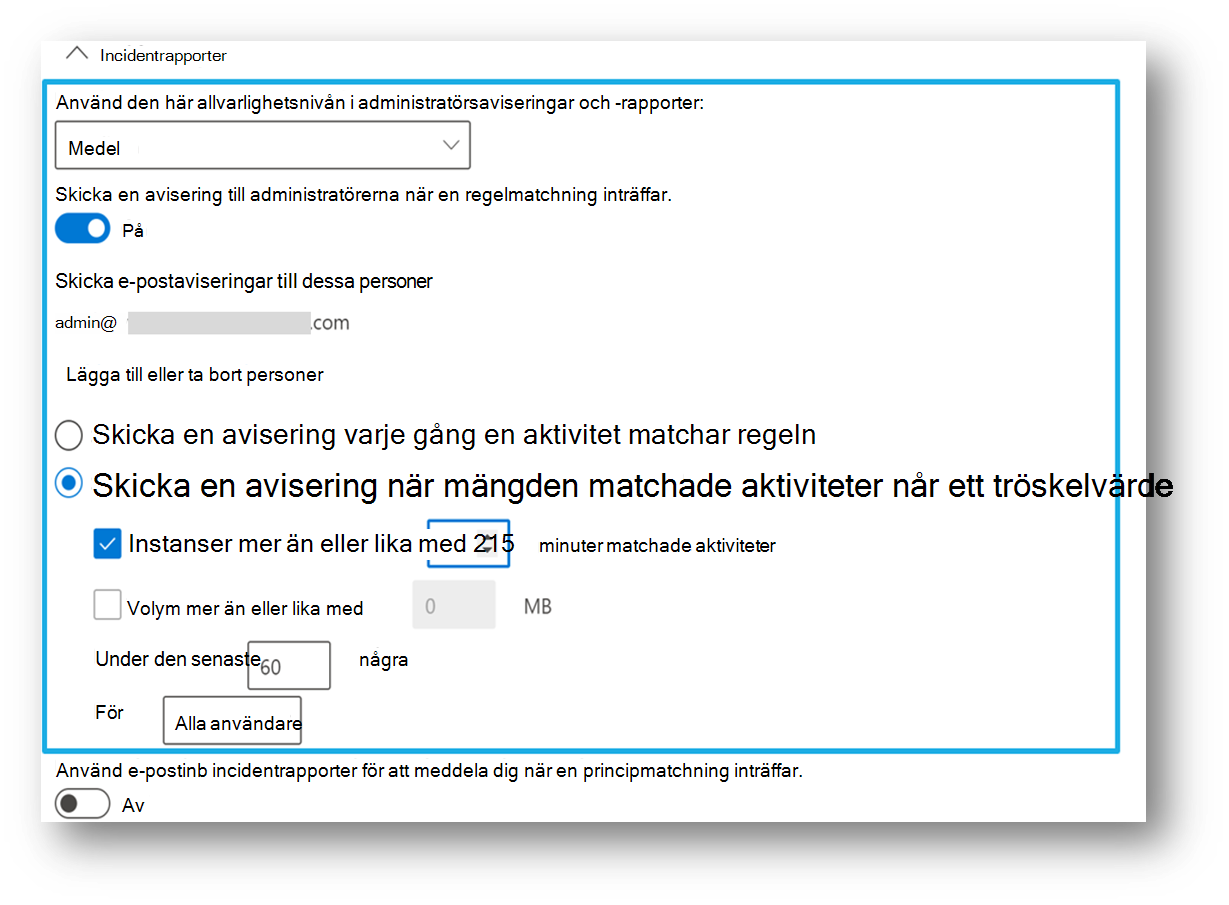 Incidentrapporter
Använd den här allvarlighetsnivån i administratörsaviseringar och -rapporter:
Medel
Skicka en avisering till administratörerna när en regelmatchning inträffar.
På
Skicka e-postaviseringar till dessa personer
admin@ .com
Lägga till eller ta bort personer
Skicka en avisering varje gång en aktivitet matchar regeln
Skicka en avisering när mängden matchade aktiviteter når ett tröskelvärde
Instanser mer än eller lika med 215 minuter matchade aktiviteter
Volym mer än eller lika med 0 MB
Under den senaste 60 några
För Alla användare
Använd e-postinb incidentrapporter för att meddela dig när en principmatchning inträffar.
Av